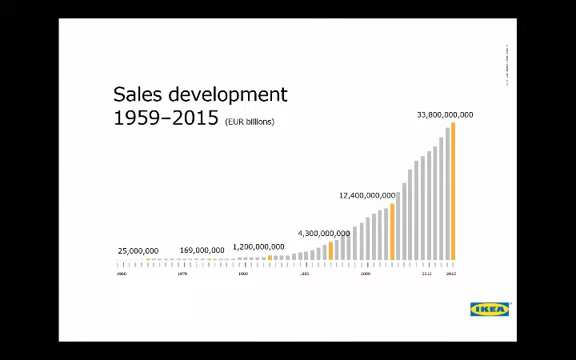 Sales development
1959–2015 (EUR billions)
33,800,000,000
12,400,000,000
4,300,000,000
1,200,000,000
169,000,000
25,000,000
IKEA